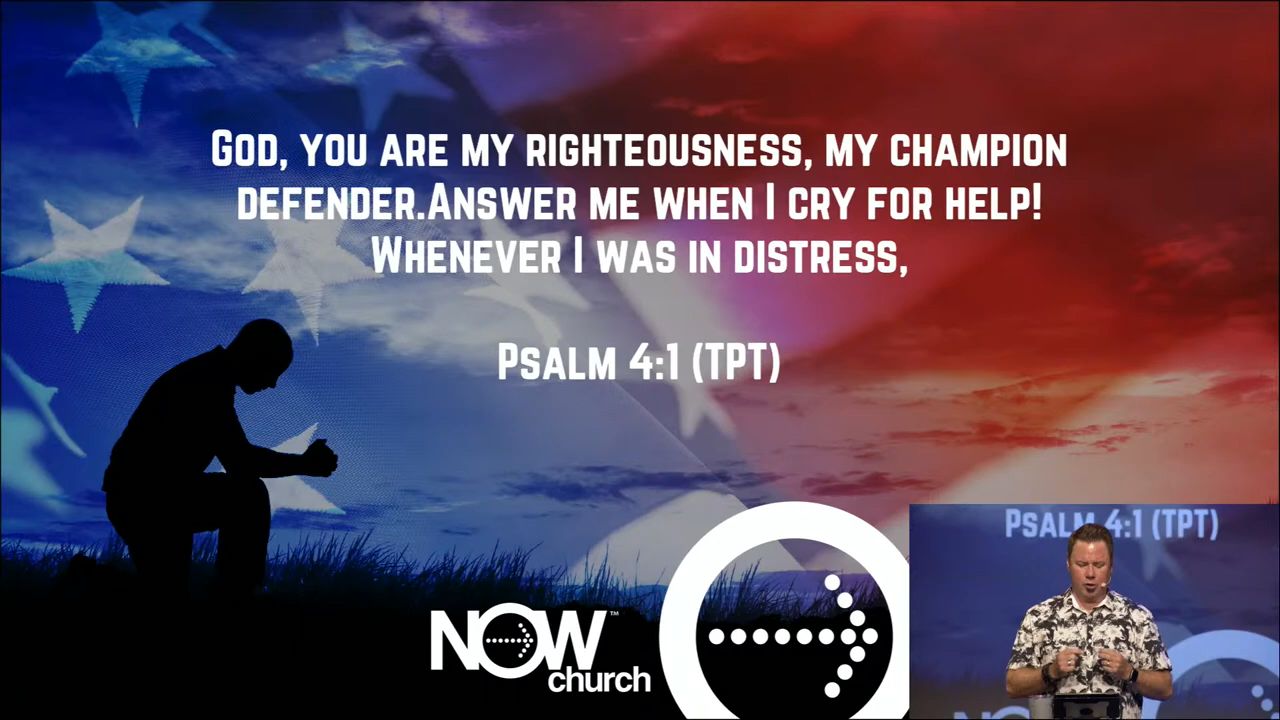 God, you are my righteousness, my champion
defender.Answer me when I cry for help!
Whenever I was in distress,
Psalm 4:1 (TPT)
NOW™
church
Psalm 4:1 (TPT)